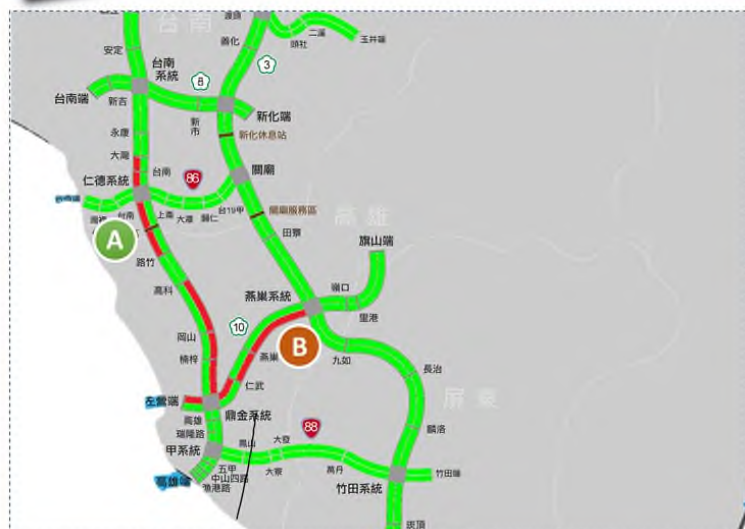 台南
渡頭
二溪
頭社
玉井端
善化
安定
3
台南
系統
8
台南端
新吉
新市
新化端
永康
新化休息站
大灣
仁德系統
台南
86
關廟
台南
上崙
大潭
歸仁
台19甲
關廟服務區
高雄
A
田寮
旗山端
路竹
高科
燕巢系統
嶺口
里港
10
岡山
B
楠梓
燕巢
九如
長治
仁武
屏東
左營端
鼎金系統
高雄
88
瑞隆路
鳳山
大發
麟洛
甲系統
五甲
大寮
萬丹
竹田端
中山四路
高雄端
漁港路
竹田系統
崁頂